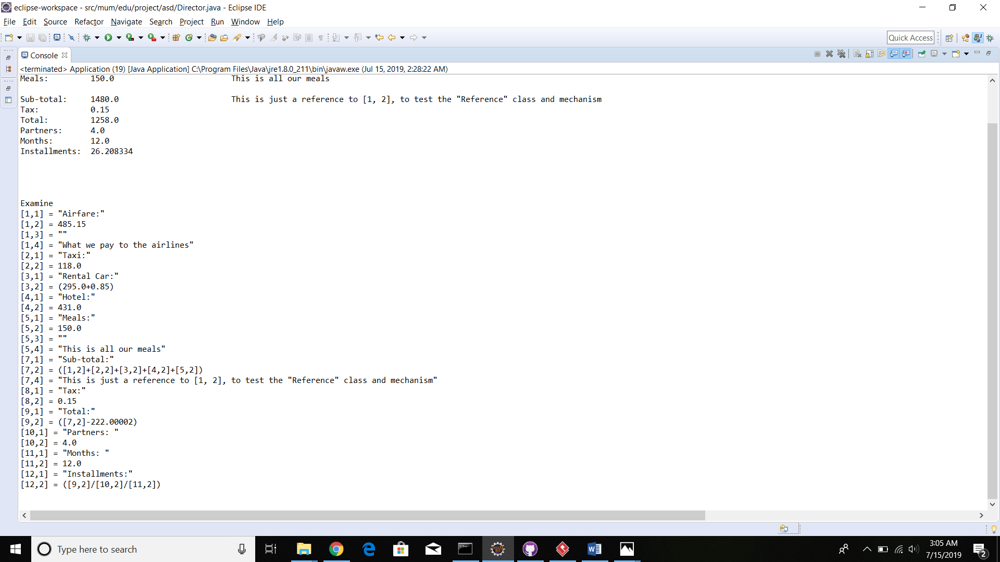 eclipse-workspace - src/mum/edu/project/asd/Director.java - Eclipse IDE
File Edit Source Refactor Navigate Search Project Run Window Help
Quick Access
Console
<terminated> Application (19) [Java Application] C:\Program Files\Java\jre1.8.0_211\bin\javaw.exe (Jul 15, 2019, 2:28:22 AM)
Meals: 150.0 This is all our meals
Sub-total: 1480.0 This is just a reference to [1, 2], to test the "Reference" class and mechanism
Tax: 0.15
Total: 1258.0
Partners: 4.0
Months: 12.0
Installments: 26.208334
Examine
[1,1] = "Airfare:"
[1,2] = 485.15
[1,3] = ""
[1,4] = "What we pay to the airlines"
[2,1] = "Taxi:"
[2,2] = 118.0
[3,1] = "Rental Car:"
[3,2] = (295.0+0.85)
[4,1] = "Hotel:"
[4,2] = 431.0
[5,1] = "Meals:"
[5,2] = 150.0
[5,3] = ""
[5,4] = "This is all our meals"
[7,1] = "Sub-total:"
[7,2] = ([1,2]+[2,2]+[3,2]+[4,2]+[5,2])
[7,4] = "This is just a reference to [1, 2], to test the "Reference" class and mechanism"
[8,1] = "Tax:"
[8,2] = 0.15
[9,1] = "Total:"
[9,2] = ([7,2]-222.00002)
[10,1] = "Partners: "
[10,2] = 4.0
[11,1] = "Months: "
[11,2] = 12.0
[12,1] = "Installments:"
[12,2] = ([9,2]/[10,2]/[11,2])
Type here to search
3:05 AM
7/15/2019
2